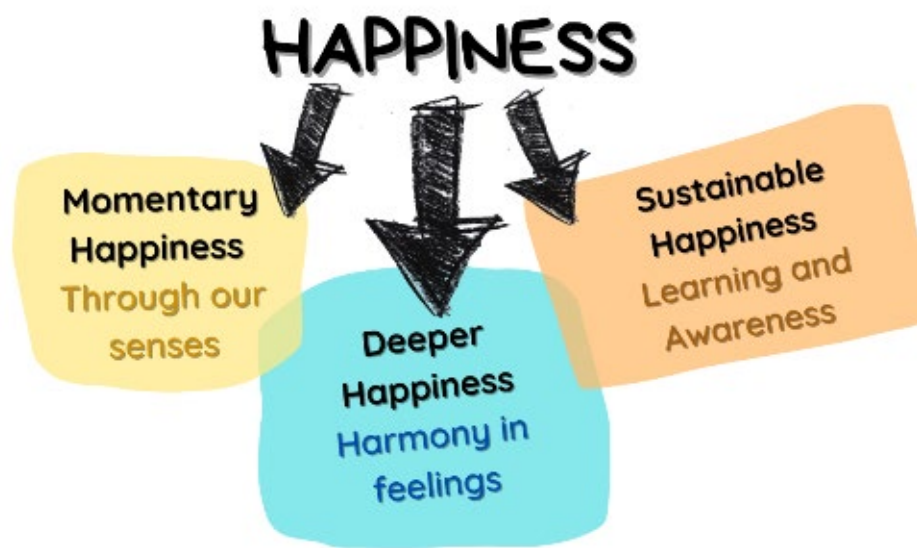 HAPPINESS
Momentary
Happiness
Through our
senses
Deeper
Happiness
Harmony in
feelings
Sustainable
Happiness
Learning and
Awareness